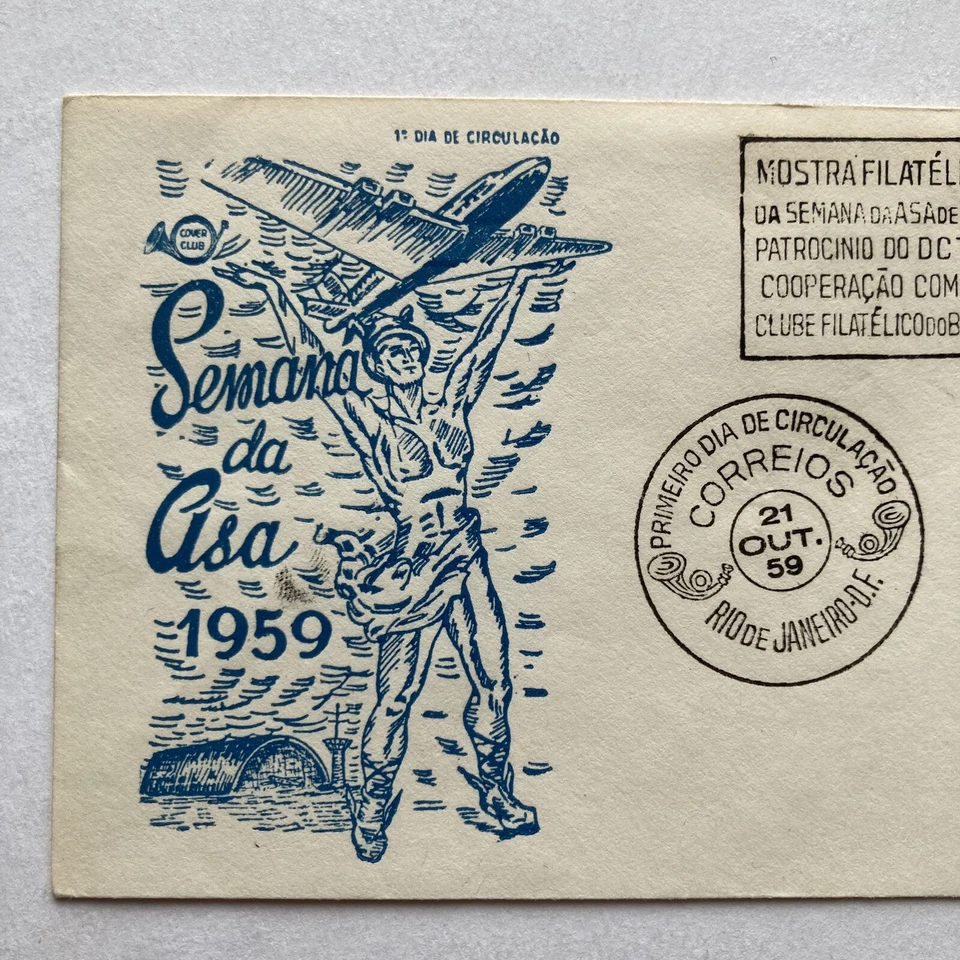 1º DIA DE CIRCULAÇÃO
COVER
CLUB
Semana
da
Asa
1959
MOSTRA FILATÉLI
DA SEMANA DA ASA DE
PATROCINIO DO DCT
COOPERAÇÃO COM
CLUBE FILATÉLICO DO B
PRIMEIRO DIA DE CIRCULAÇÃO
CORREIOS
21
OUT.
59
RIO DE JANEIRO-D.F.